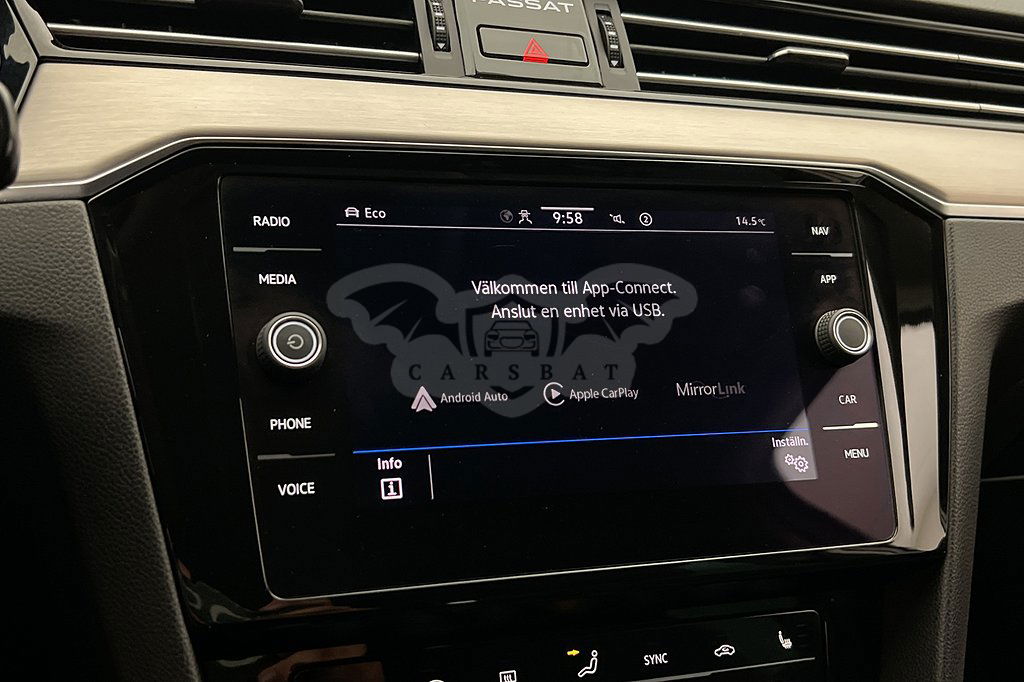 PASSAT
RADIO
MEDIA
PHONE
VOICE
Eco
9:58
2
14.5°C
Välkommen till App-Connect.
Anslut en enhet via USB.
CARSBAT
Android Auto
Apple CarPlay
MirrorLink
Inställn.
Info
i
NAV
APP
CAR
MENU
SYNC